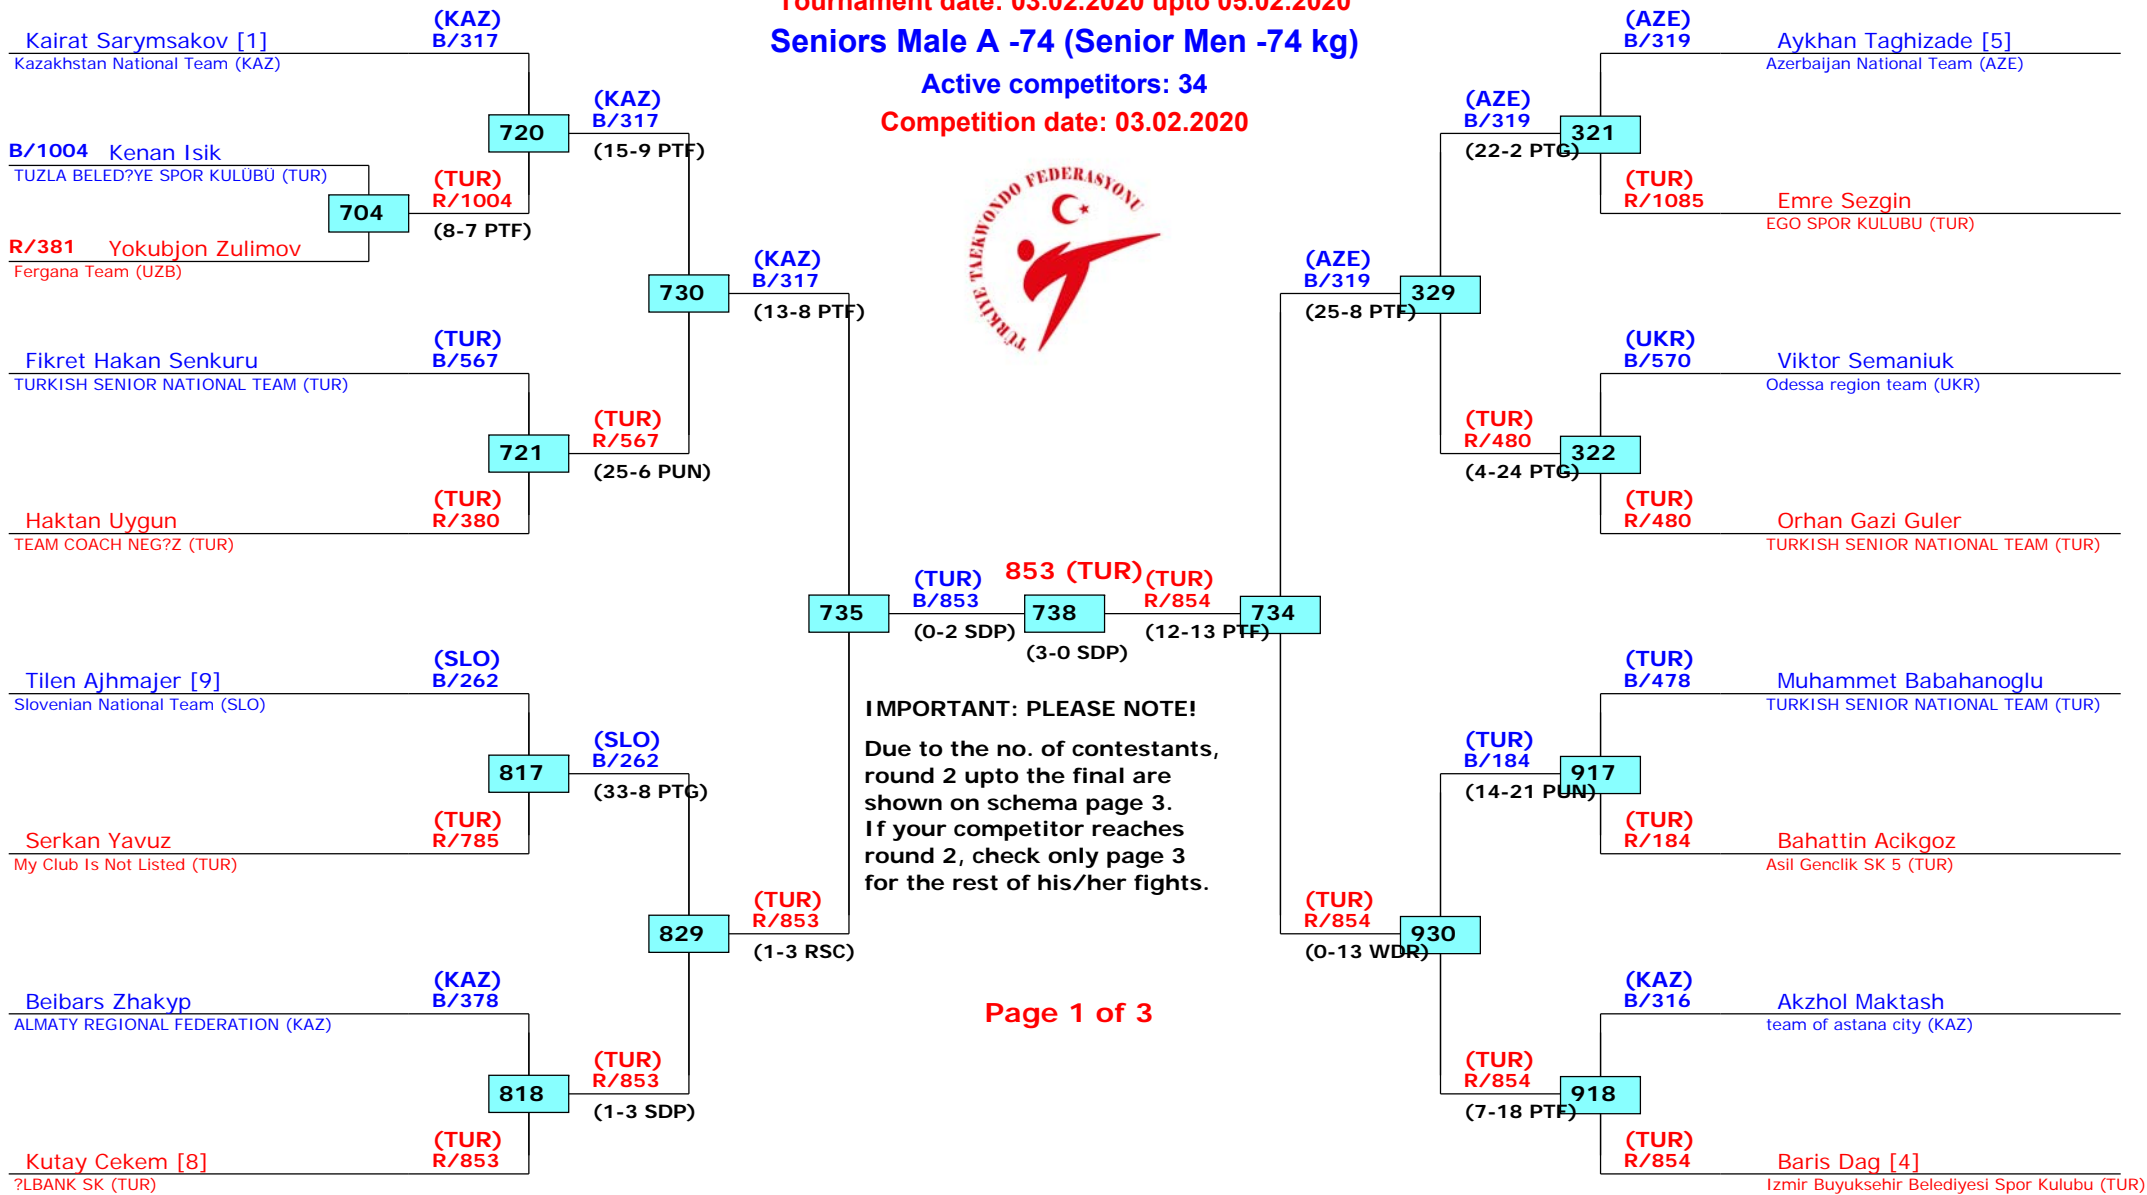 Tournament date: 03.02.2020 upto 05.02.2020
Seniors Male A -74 (Senior Men -74 kg)
Active competitors: 34
Competition date: 03.02.2020
TÜRKİYE TAEKWONDO FEDERASYONU
Kairat Sarymsakov [1]
(KAZ)
B/317
Kazakhstan National Team (KAZ)
720
(KAZ)
B/317
(15-9 PTF)
B/1004 Kenan Isik
TUZLA BELED?YE SPOR KULÜBÜ (TUR)
704
(TUR)
R/1004
(8-7 PTF)
R/381 Yokubjon Zulimov
Fergana Team (UZB)
730
(KAZ)
B/317
(13-8 PTF)
Fikret Hakan Senkuru
(TUR)
B/567
TURKISH SENIOR NATIONAL TEAM (TUR)
721
(TUR)
R/567
(25-6 PUN)
Haktan Uygun
(TUR)
R/380
TEAM COACH NEG?Z (TUR)
735
(TUR)
B/853
(0-2 SDP)
853 (TUR)
738
(3-0 SDP)
(TUR)
R/854
(12-13 PTF)
734
Tilen Ajhmajer [9]
(SLO)
B/262
Slovenian National Team (SLO)
817
(SLO)
B/262
(33-8 PTG)
Serkan Yavuz
(TUR)
R/785
My Club Is Not Listed (TUR)
829
(TUR)
R/853
(1-3 RSC)
Beibars Zhakyp
(KAZ)
B/378
ALMATY REGIONAL FEDERATION (KAZ)
818
(TUR)
R/853
(1-3 SDP)
Kutay Cekem [8]
(TUR)
R/853
?LBANK SK (TUR)
IMPORTANT: PLEASE NOTE!
Due to the no. of contestants,
round 2 upto the final are
shown on schema page 3.
If your competitor reaches
round 2, check only page 3
for the rest of his/her fights.
Page 1 of 3
(AZE)
B/319
Aykhan Taghizade [5]
Azerbaijan National Team (AZE)
(AZE)
B/319
(22-2 PTG)
321
(TUR)
R/1085
Emre Sezgin
EGO SPOR KULUBU (TUR)
(AZE)
B/319
(25-8 PTF)
329
(UKR)
B/570
Viktor Semaniuk
Odessa region team (UKR)
(TUR)
R/480
(4-24 PTG)
322
(TUR)
R/480
Orhan Gazi Guler
TURKISH SENIOR NATIONAL TEAM (TUR)
(TUR)
B/478
Muhammet Babahanoglu
TURKISH SENIOR NATIONAL TEAM (TUR)
(TUR)
B/184
(14-21 PUN)
917
(TUR)
R/184
Bahattin Acikgoz
Asil Genclik SK 5 (TUR)
(TUR)
R/854
(0-13 WDR)
930
(KAZ)
B/316
Akzhol Maktash
team of astana city (KAZ)
(TUR)
R/854
(7-18 PTF)
918
(TUR)
R/854
Baris Dag [4]
Izmir Buyuksehir Belediyesi Spor Kulubu (TUR)